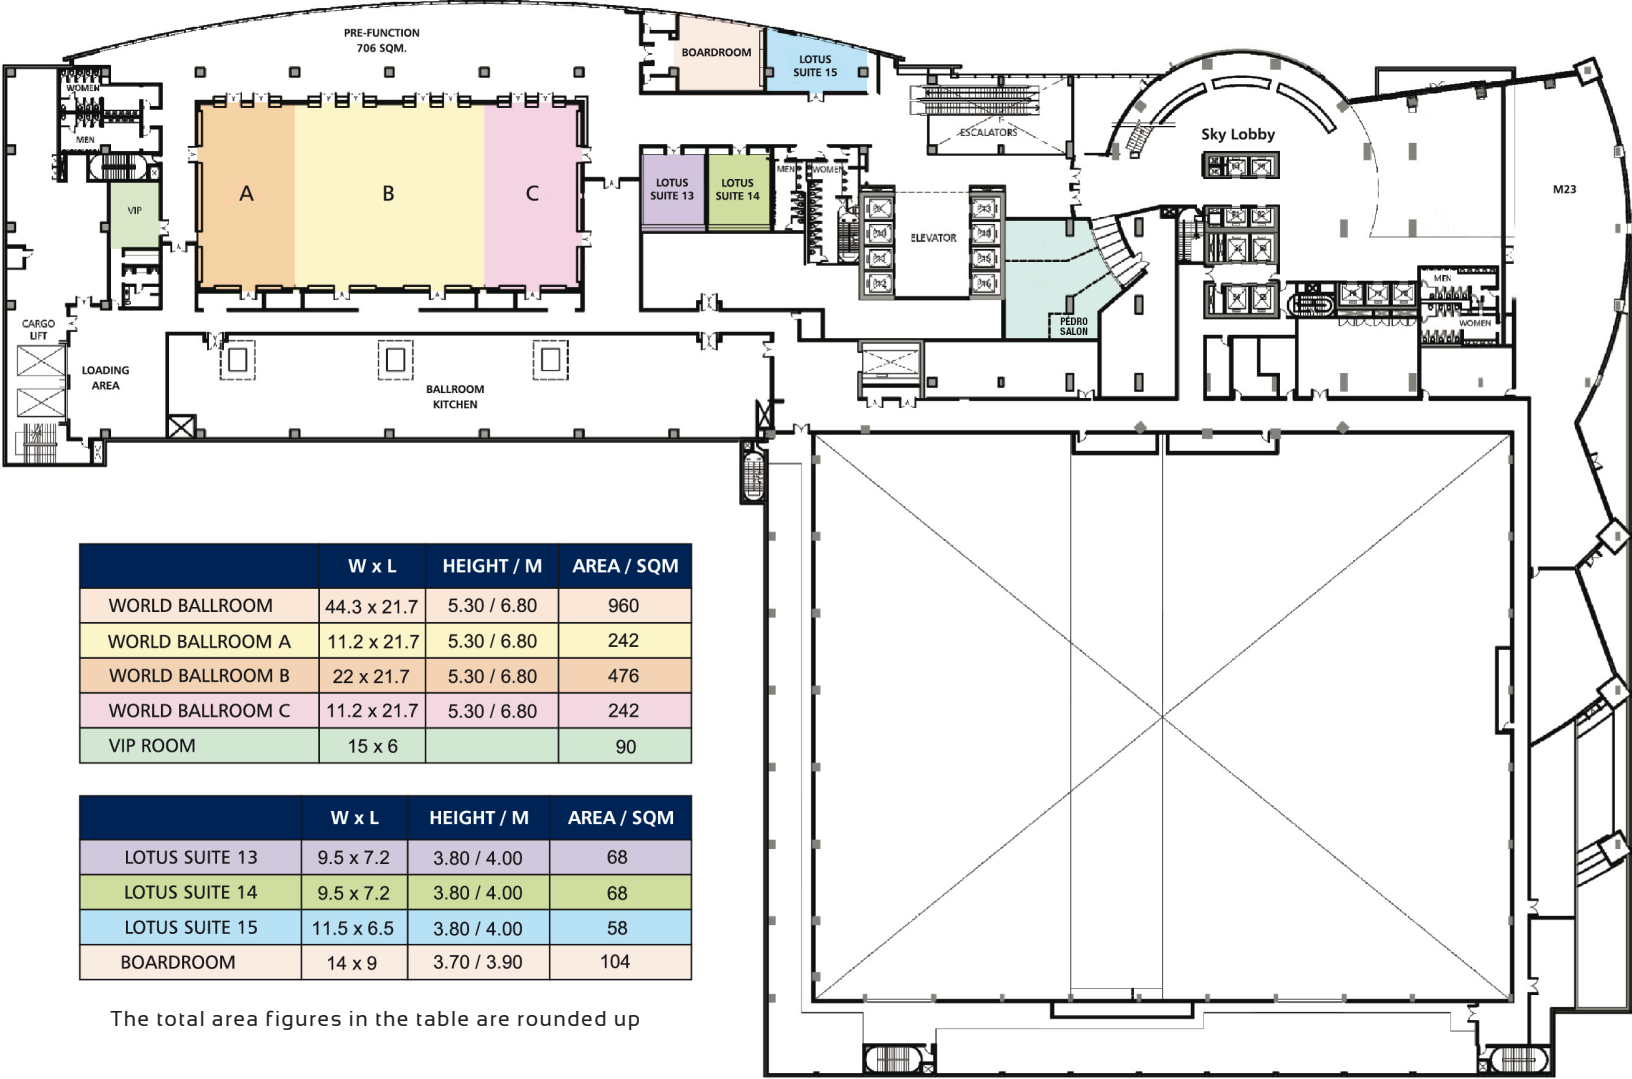 PRE-FUNCTION
706 SQM.
BOARDROOM
LOTUS
SUITE 15
WOMEN
MEN
ESCALATORS
Sky Lobby
A
B
C
VIP
LOTUS
SUITE 13
LOTUS
SUITE 14
MEN
WOMEN
ELEVATOR
M23
MEN
WOMEN
PEDRO
SALON
CARGO
LIFT
LOADING
AREA
BALLROOM
KITCHEN
W x L HEIGHT / M AREA / SQM
WORLD BALLROOM 44.3 x 21.7 5.30 / 6.80 960
WORLD BALLROOM A 11.2 x 21.7 5.30 / 6.80 242
WORLD BALLROOM B 22 x 21.7 5.30 / 6.80 476
WORLD BALLROOM C 11.2 x 21.7 5.30 / 6.80 242
VIP ROOM 15 x 6 90
W x L HEIGHT / M AREA / SQM
LOTUS SUITE 13 9.5 x 7.2 3.80 / 4.00 68
LOTUS SUITE 14 9.5 x 7.2 3.80 / 4.00 68
LOTUS SUITE 15 11.5 x 6.5 3.80 / 4.00 58
BOARDROOM 14 x 9 3.70 / 3.90 104
The total area figures in the table are rounded up